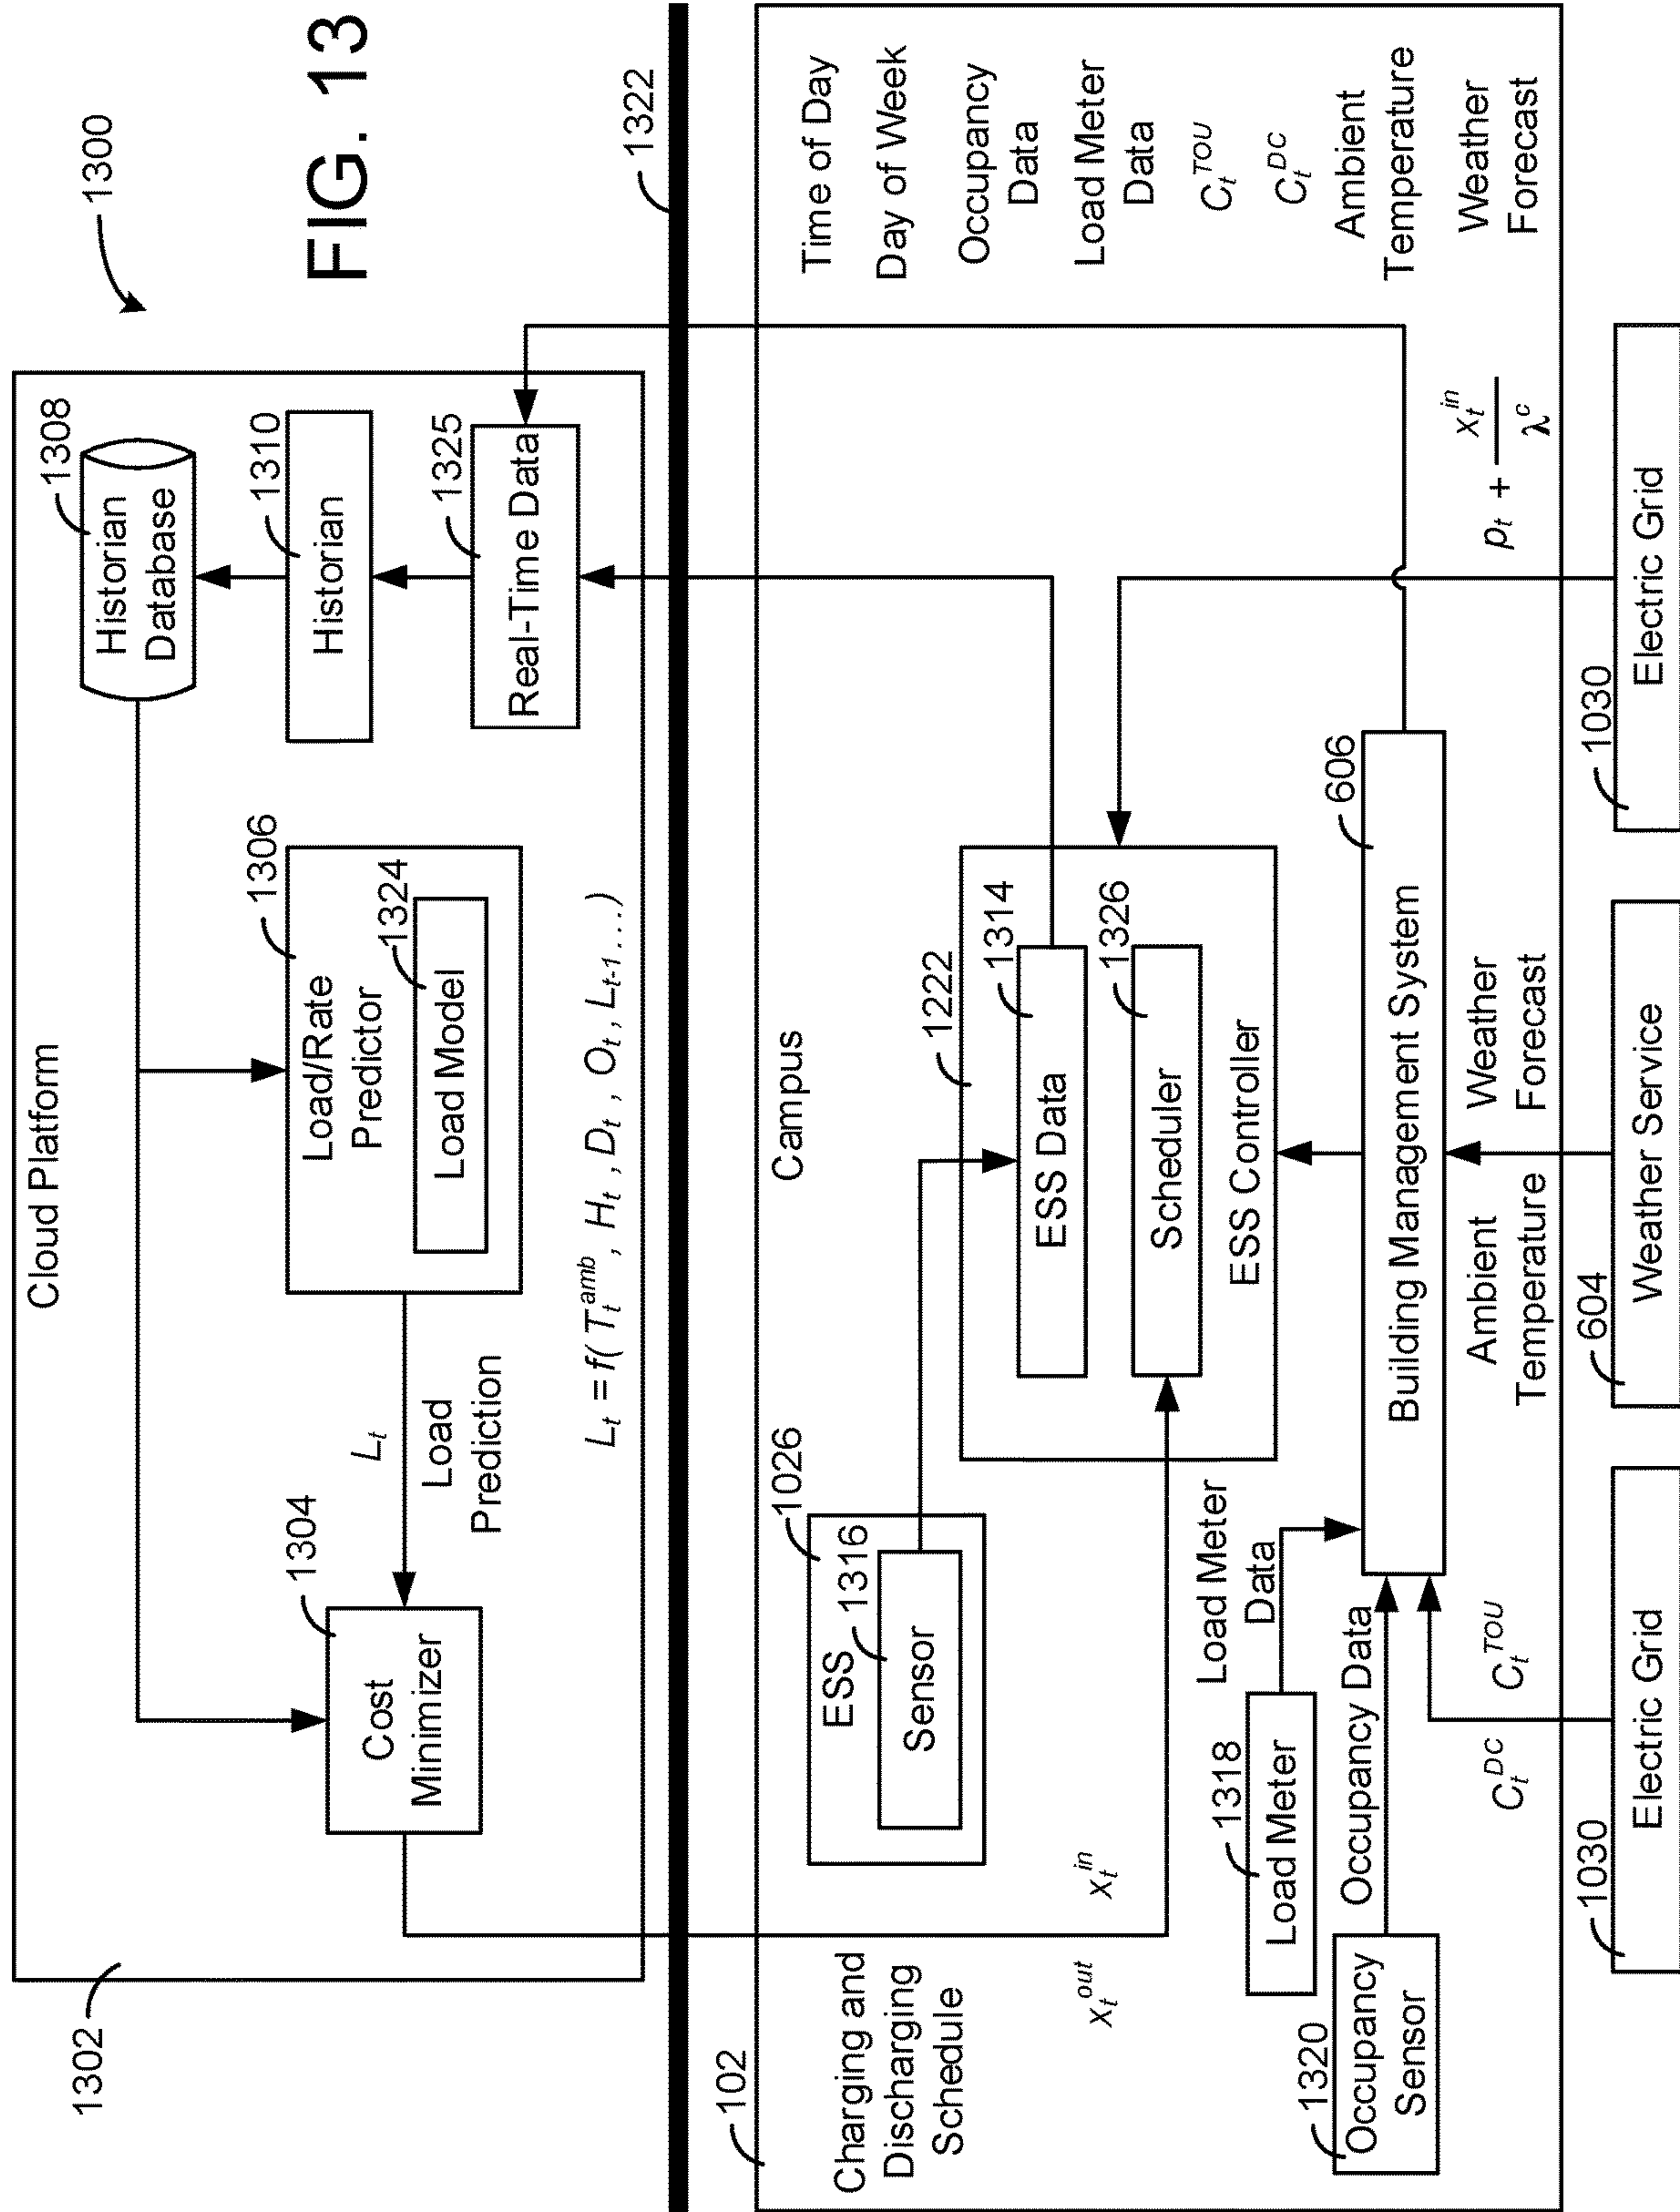 FIG. 13
1300
Cloud Platform
1302
1304
Cost
Minimizer
L_t
Load
Prediction
1306
Load/Rate
Predictor
1324
Load Model
L_t = f( T_t^{amb} , H_t , D_t , O_t , L_{t-1}...)
1308
Historian
Database
1310
Historian
1325
Real-Time Data
1322
102
Campus
Charging and
Discharging
Schedule
x_t^{out}
x_t^{in}
1026
ESS
1316
Sensor
1222
1314
ESS Data
1326
Scheduler
ESS Controller
Time of Day
Day of Week
Occupancy
Data
Load Meter
Data
C_t^{TOU}
C_t^{DC}
Ambient
Temperature
Weather
Forecast
1318
Load Meter
Load Meter
Data
1320
Occupancy
Sensor
Occupancy Data
606
Building Management System
C_t^{DC}
C_t^{TOU}
Ambient
Temperature
Weather
Forecast
p_t + x_t^{in} / λ^c
1030
Electric Grid
604
Weather Service
1030
Electric Grid